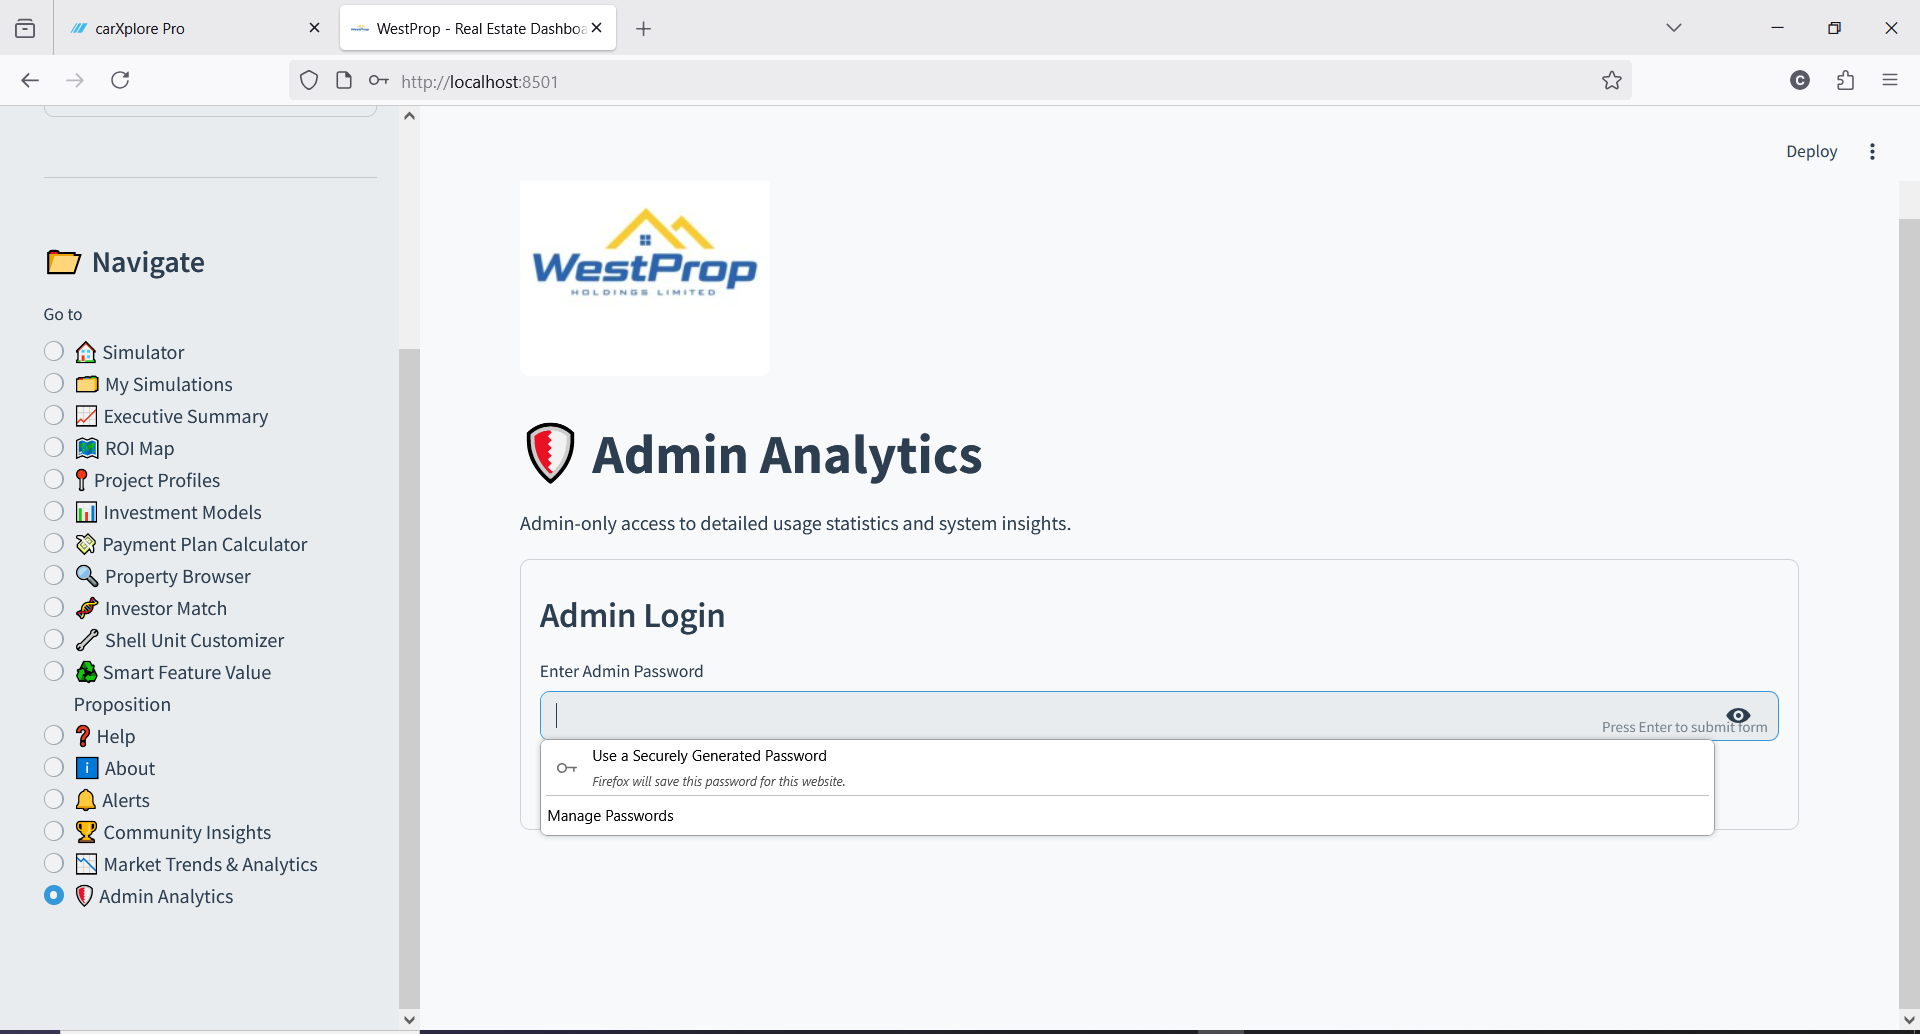 carXplore Pro
WestProp - Real Estate Dashboa
http://localhost:8501
C
Deploy
WestProp
HOLDINGS LIMITED
Navigate
Go to
Simulator
My Simulations
Executive Summary
ROI Map
Project Profiles
Investment Models
Payment Plan Calculator
Property Browser
Investor Match
Shell Unit Customizer
Smart Feature Value
Proposition
Help
About
Alerts
Community Insights
Market Trends & Analytics
Admin Analytics
Admin Analytics
Admin-only access to detailed usage statistics and system insights.
Admin Login
Enter Admin Password
Press Enter to submit form
Use a Securely Generated Password
Firefox will save this password for this website.
Manage Passwords